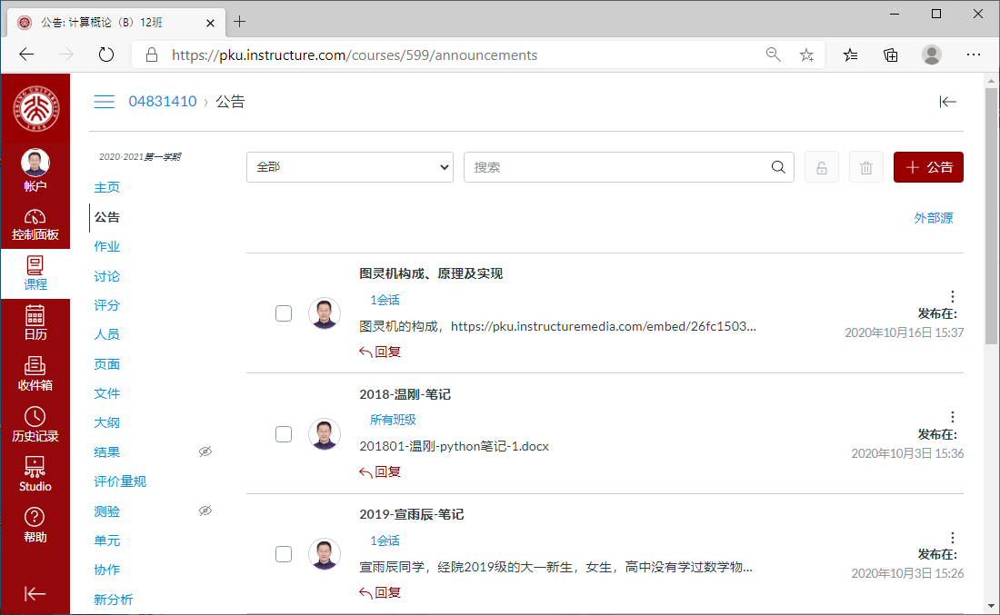 公告: 计算概论（B）12班
https://pku.instructure.com/courses/599/announcements
04831410 › 公告
帐户
控制面板
课程
日历
收件箱
历史记录
Studio
帮助
2020-2021第一学期
主页
公告
作业
讨论
评分
人员
页面
文件
大纲
结果
评价量规
测验
单元
协作
新分析
全部
搜索
公告
外部源
图灵机构成、原理及实现
1会话
图灵机的构成，https://pku.instructuremedia.com/embed/26fc1503...
回复
发布在:
2020年10月16日 15:37
2018-温刚-笔记
所有班级
201801-温刚-python笔记-1.docx
回复
发布在:
2020年10月3日 15:36
2019-宣雨辰-笔记
1会话
宣雨辰同学，经院2019级的大一新生，女生，高中没有学过数学物...
回复
发布在:
2020年10月3日 15:26